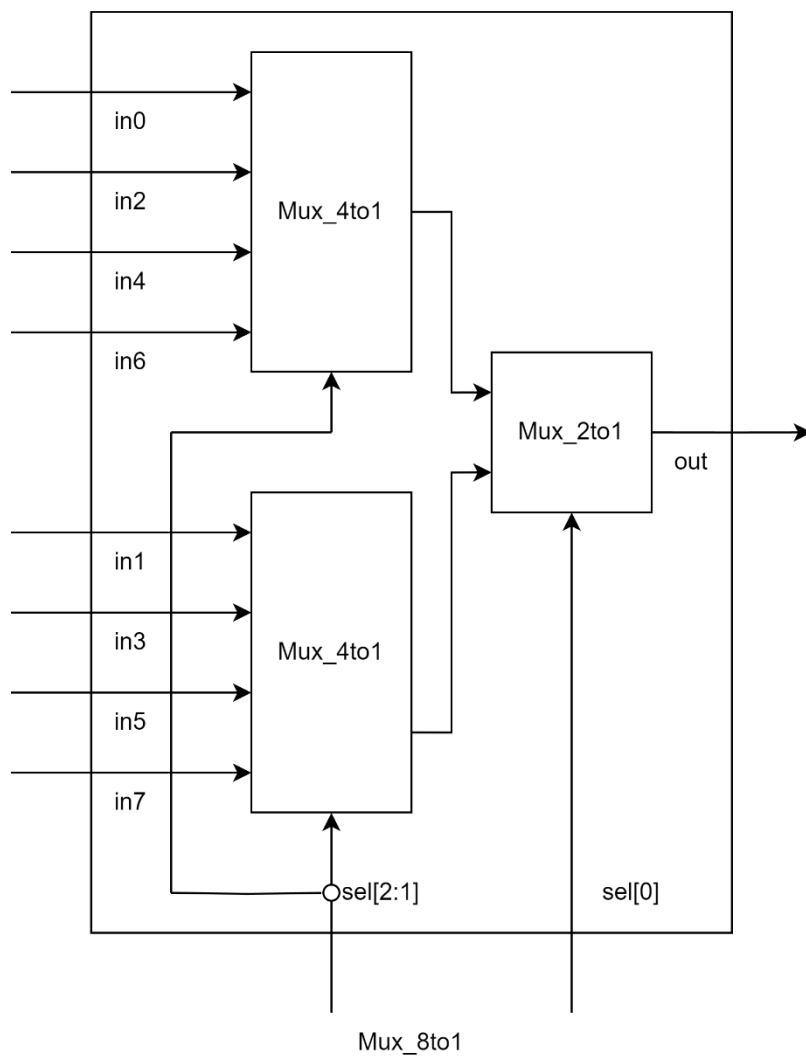 in0
in2
Mux_4to1
in4
in6
Mux_2to1
out
in1
in3
Mux_4to1
in5
in7
sel[2:1]
sel[0]
Mux_8to1